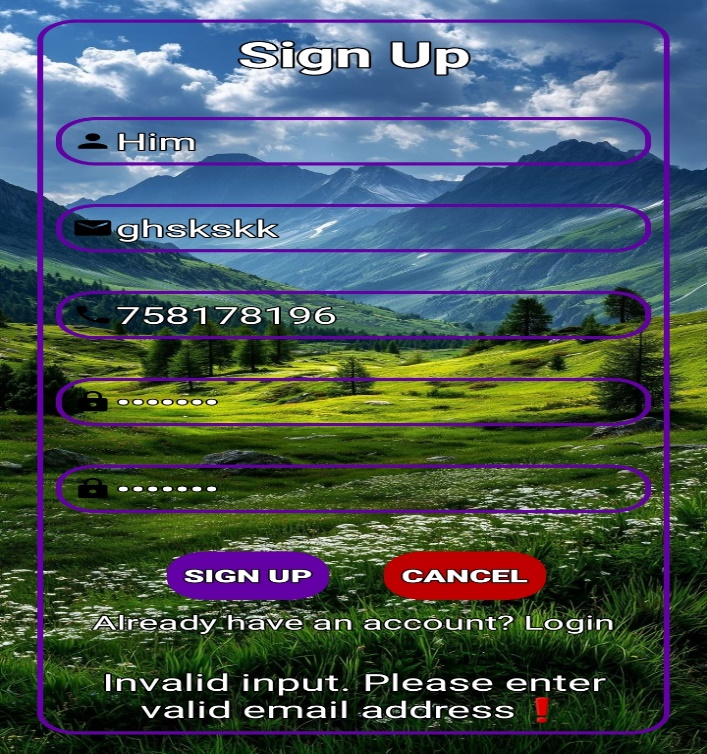 Sign Up
Him
ghskskk
758178196
•••••••
•••••••
SIGN UP CANCEL
Already have an account? Login
Invalid input. Please enter
valid email address ❗